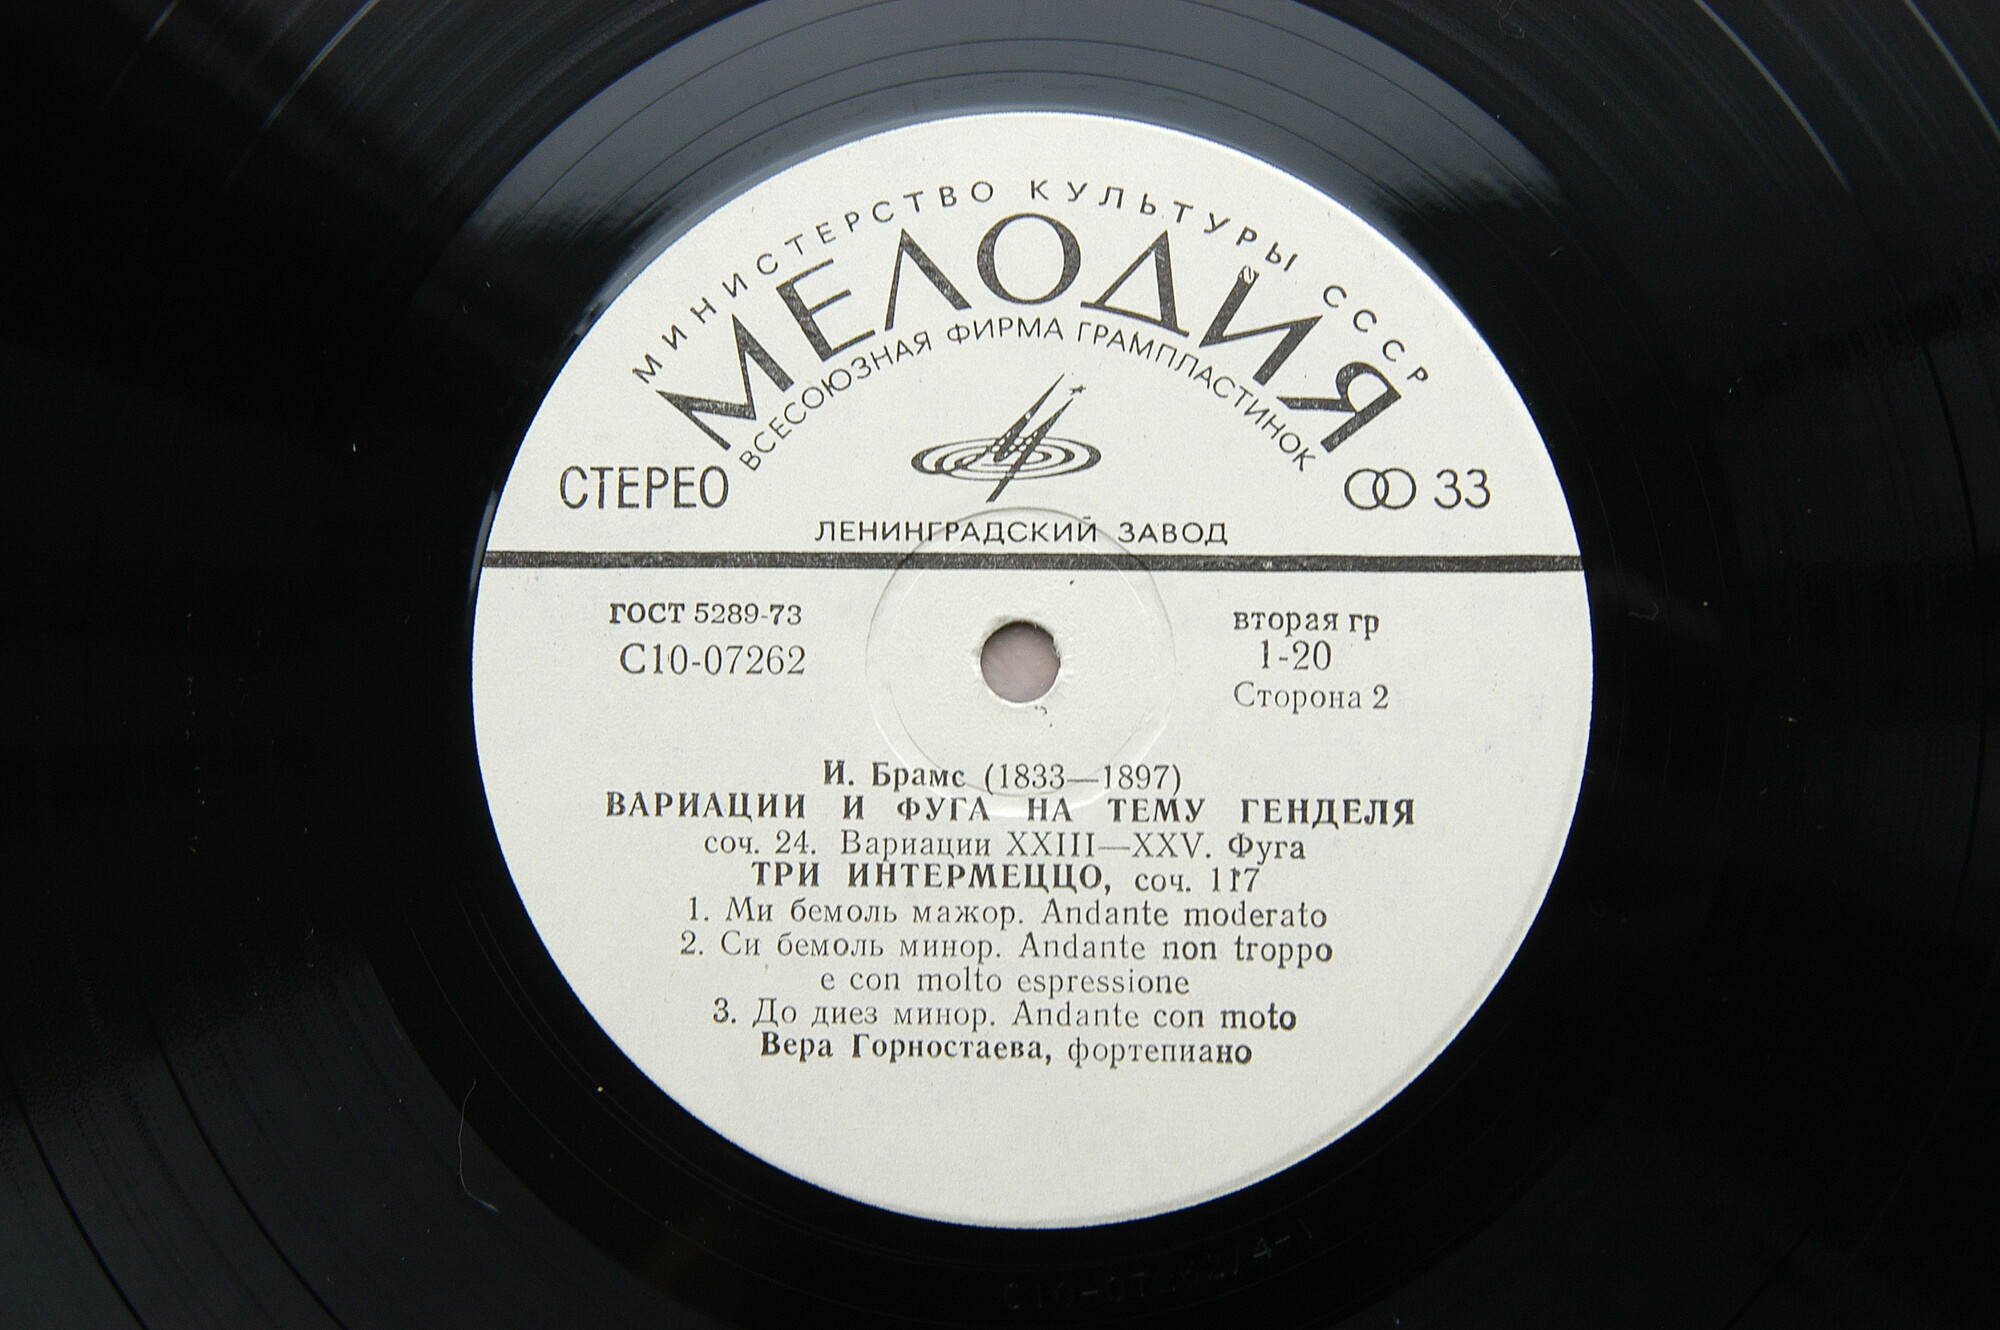 МИНИСТЕРСТВО КУЛЬТУРЫ СССР
МЕЛОДИЯ
ВСЕСОЮЗНАЯ ФИРМА ГРАМПЛАСТИНОК
СТЕРЕО
33
ЛЕНИНГРАДСКИЙ ЗАВОД
ГОСТ 5289-73
С10-07262
вторая гр
1-20
Сторона 2
И. Брамс (1833—1897)
ВАРИАЦИИ И ФУГА НА ТЕМУ ГЕНДЕЛЯ
соч. 24. Вариации XXIII—XXV. Фуга
ТРИ ИНТЕРМЕЦЦО, соч. 117
1. Ми бемоль мажор. Andante moderato
2. Си бемоль минор. Andante non troppo
e con molto espressione
3. До диез минор. Andante con moto
Вера Горностаева, фортепиано